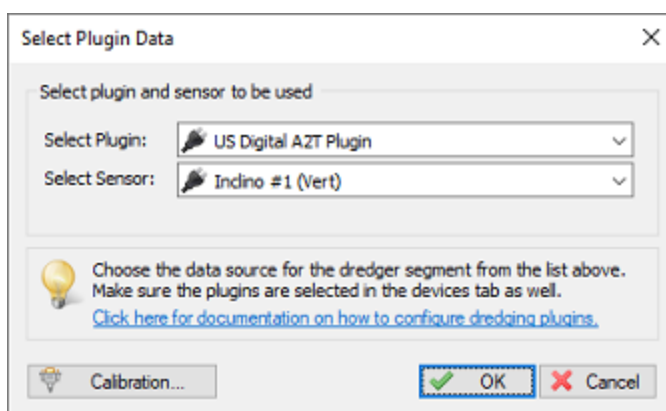 Select Plugin Data
Select plugin and sensor to be used
Select Plugin: US Digital A2T Plugin
Select Sensor: Inclino #1 (Vert)
Choose the data source for the dredger segment from the list above.
Make sure the plugins are selected in the devices tab as well.
Click here for documentation on how to configure dredging plugins.
Calibration... OK Cancel